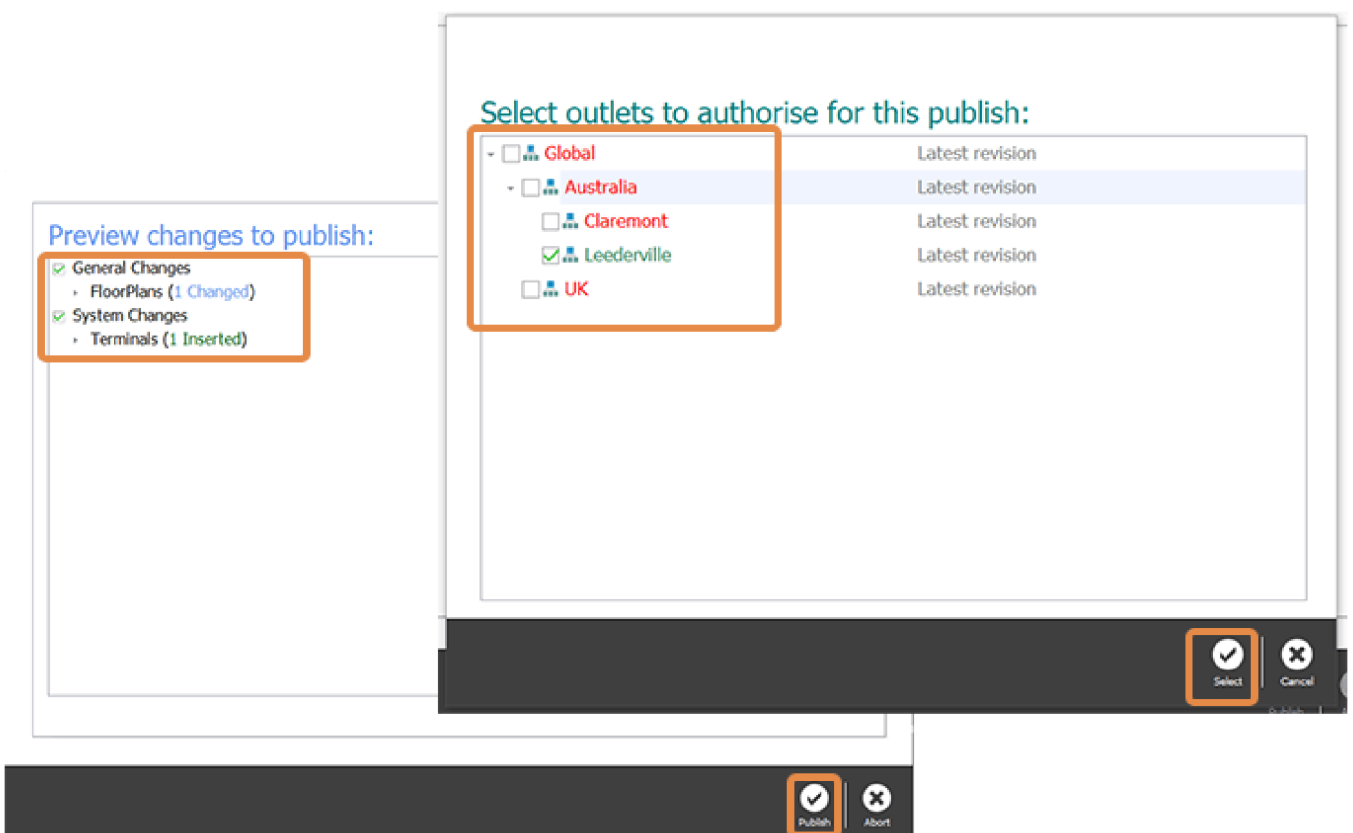 Preview changes to publish:
General Changes
FloorPlans (1 Changed)
System Changes
Terminals (1 Inserted)
Publish
Abort
Select outlets to authorise for this publish:
Global Latest revision
Australia Latest revision
Claremont Latest revision
Leederville Latest revision
UK Latest revision
Select
Cancel
Publish